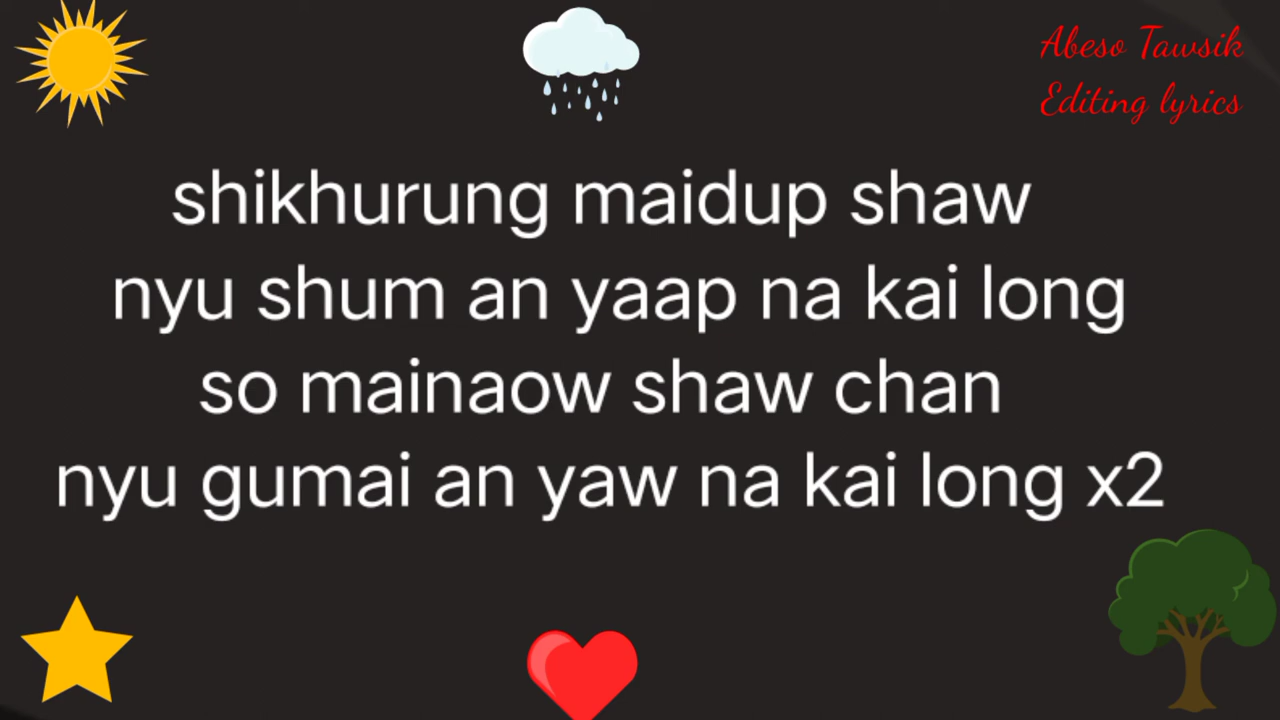 Abeso Tawsik
Editing lyrics
shikhurung maidup shaw
nyu shum an yaap na kai long
so mainaow shaw chan
nyu gumai an yaw na kai long x2